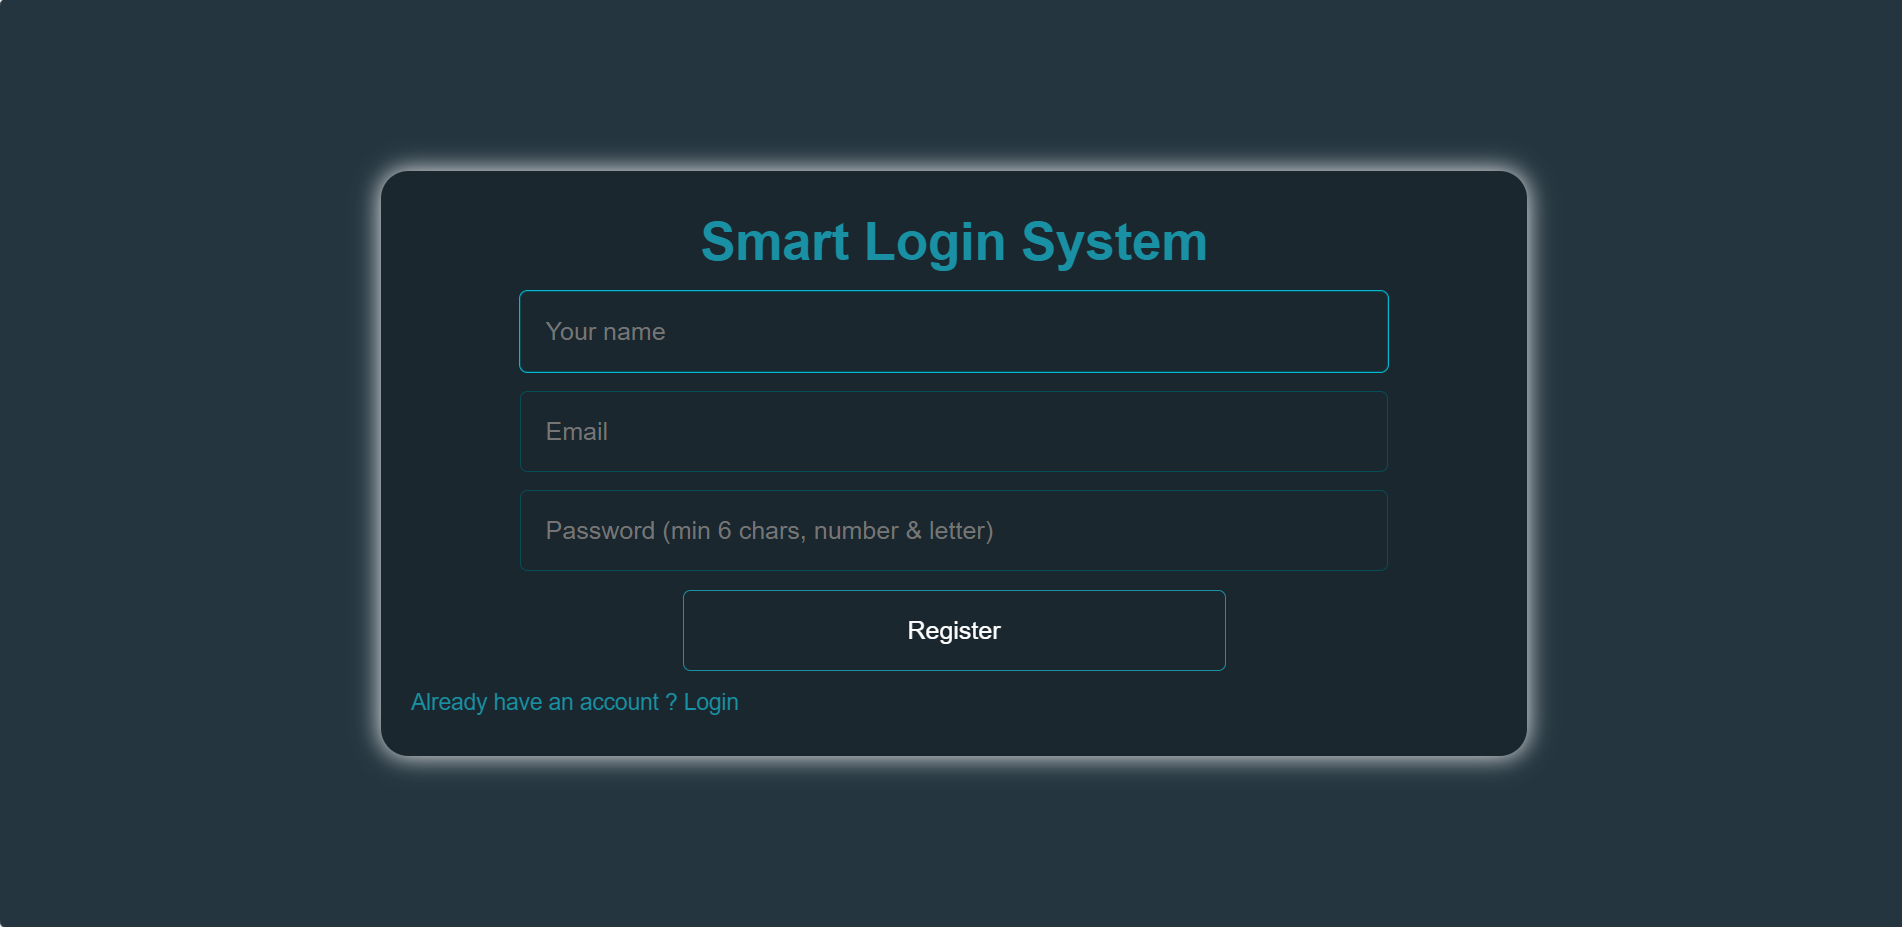 Smart Login System
Your name
Email
Password (min 6 chars, number & letter)
Register
Already have an account ? Login